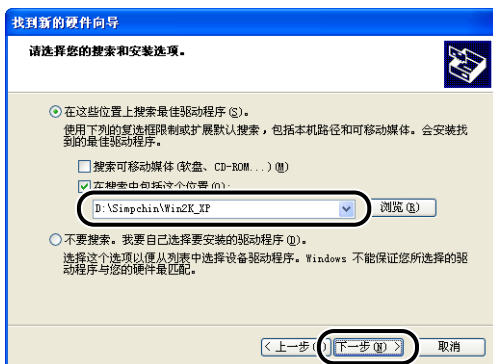 找到新的硬件向导
请选择您的搜索和安装选项。
在这些位置上搜索最佳驱动程序(S)。
使用下列的复选框限制或扩展默认搜索，包括本机路径和可移动媒体。会安装找
到的最佳驱动程序。
搜索可移动媒体(软盘、CD-ROM...)(M)
在搜索中包括这个位置(O):
D:\Simpchin\Win2K_XP
浏览(R)
不要搜索。我要自己选择要安装的驱动程序(D)。
选择这个选项以便从列表中选择设备驱动程序。Windows 不能保证您所选择的驱
动程序与您的硬件最匹配。
<上一步( 下一步(N) > 取消